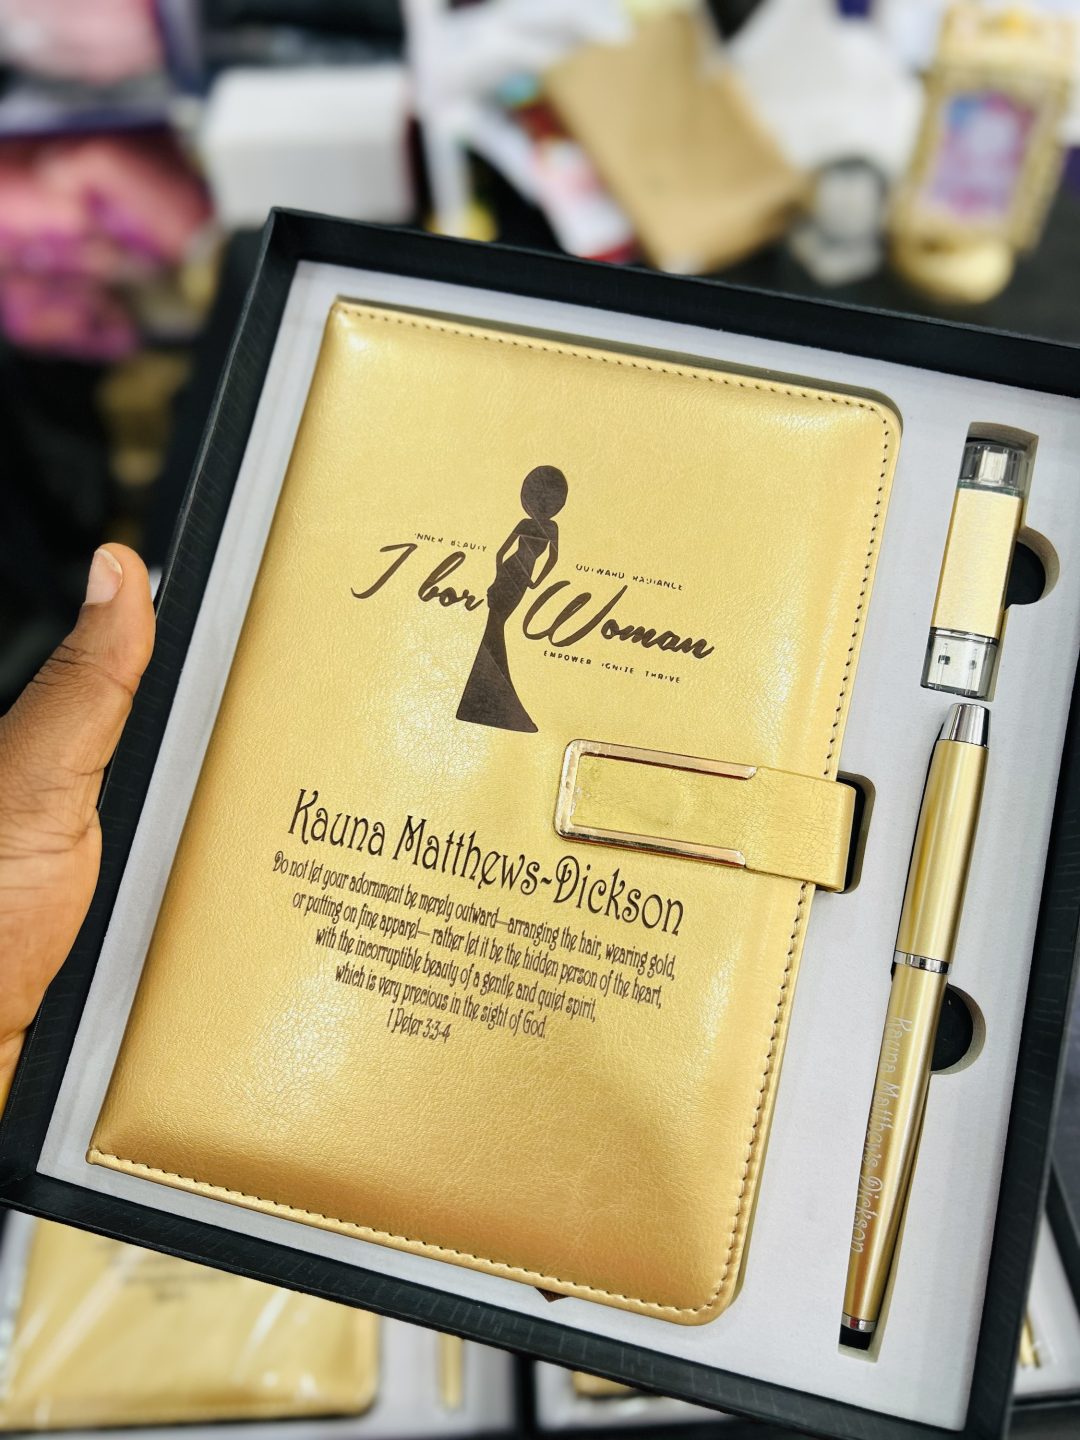 INNER BEAUTY
OUTWARD RADIANCE
I bor Woman
EMPOWER IGNITE THRIVE
Kauna Matthews-Dickson
Do not let your adornment be merely outward—arranging the hair, wearing gold,
or putting on fine apparel—rather let it be the hidden person of the heart,
with the incorruptible beauty of a gentle and quiet spirit,
which is very precious in the sight of God.
1 Peter 3:3-4
Kauna Matthews-Dickson